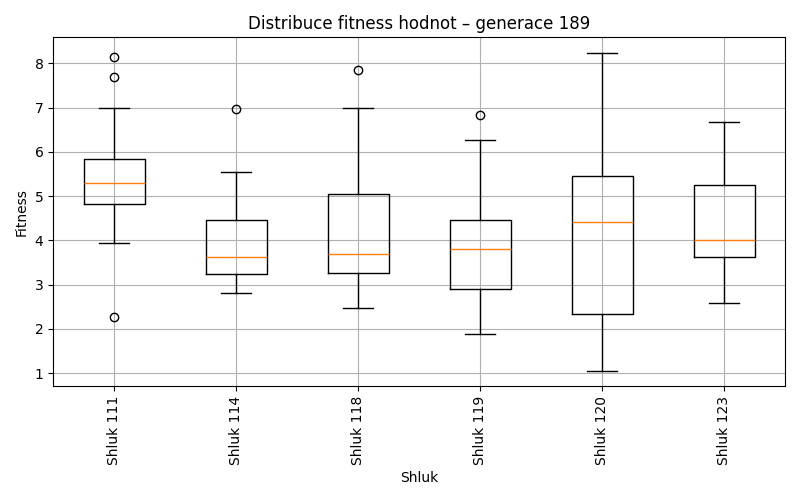 Distribuce fitness hodnot – generace 189
Fitness
8
7
6
5
4
3
2
1
Shluk 111
Shluk 114
Shluk 118
Shluk 119
Shluk 120
Shluk 123
Shluk